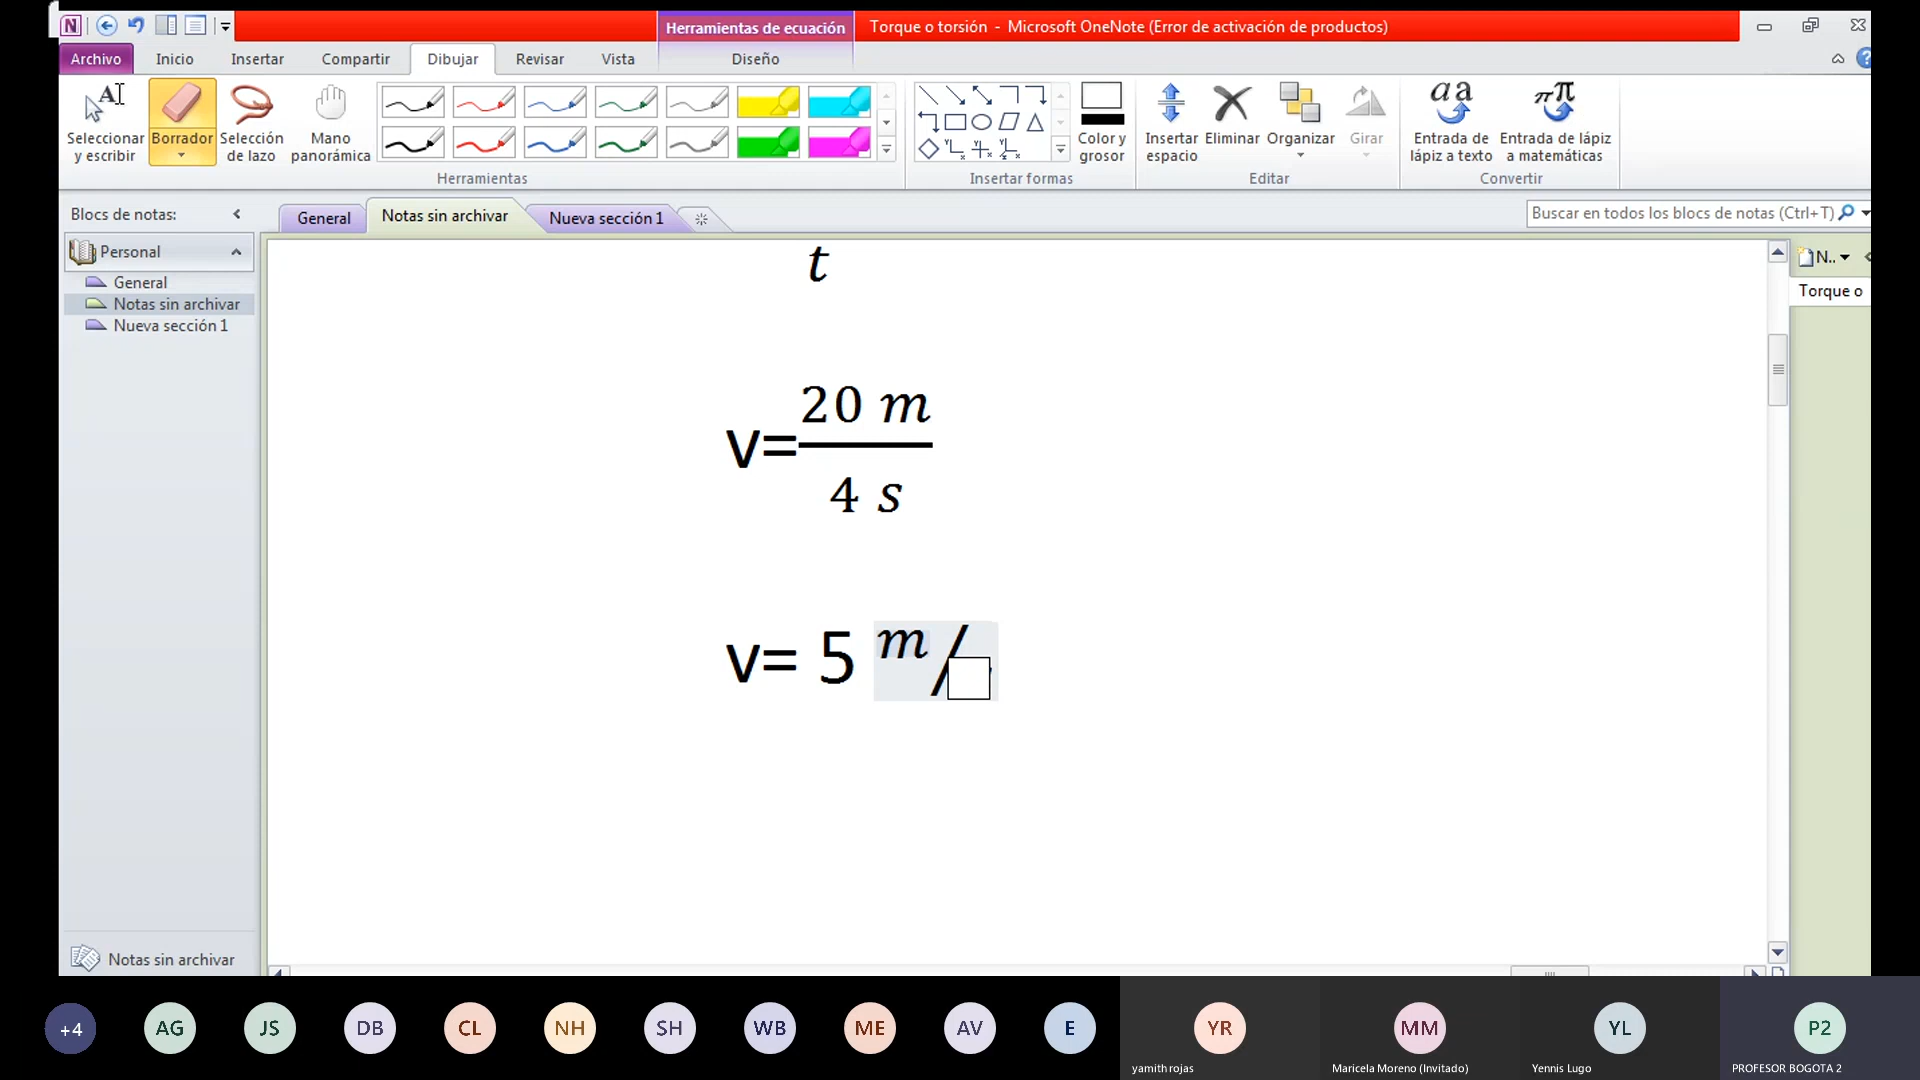 Herramientas de ecuación
Torque o torsión - Microsoft OneNote (Error de activación de productos)
Archivo Inicio Insertar Compartir Dibujar Revisar Vista Diseño
Seleccionar y escribir
Borrador
Selección de lazo
Mano panorámica
Color y grosor
Insertar espacio
Eliminar
Organizar
Girar
Entrada de lápiz a texto
Entrada de lápiz a matemáticas
Herramientas
Insertar formas
Editar
Convertir
Blocs de notas:
General
Notas sin archivar
Nueva sección 1
Buscar en todos los blocs de notas (Ctrl+T)
Personal
General
Notas sin archivar
Nueva sección 1
N..
Torque o
t
v= 20 m / 4 s
v= 5 m/
Notas sin archivar
+4 AG JS DB CL NH SH WB ME AV E YR MM YL P2
yamith rojas
Maricela Moreno (Invitado)
Yennis Lugo
PROFESOR BOGOTA 2